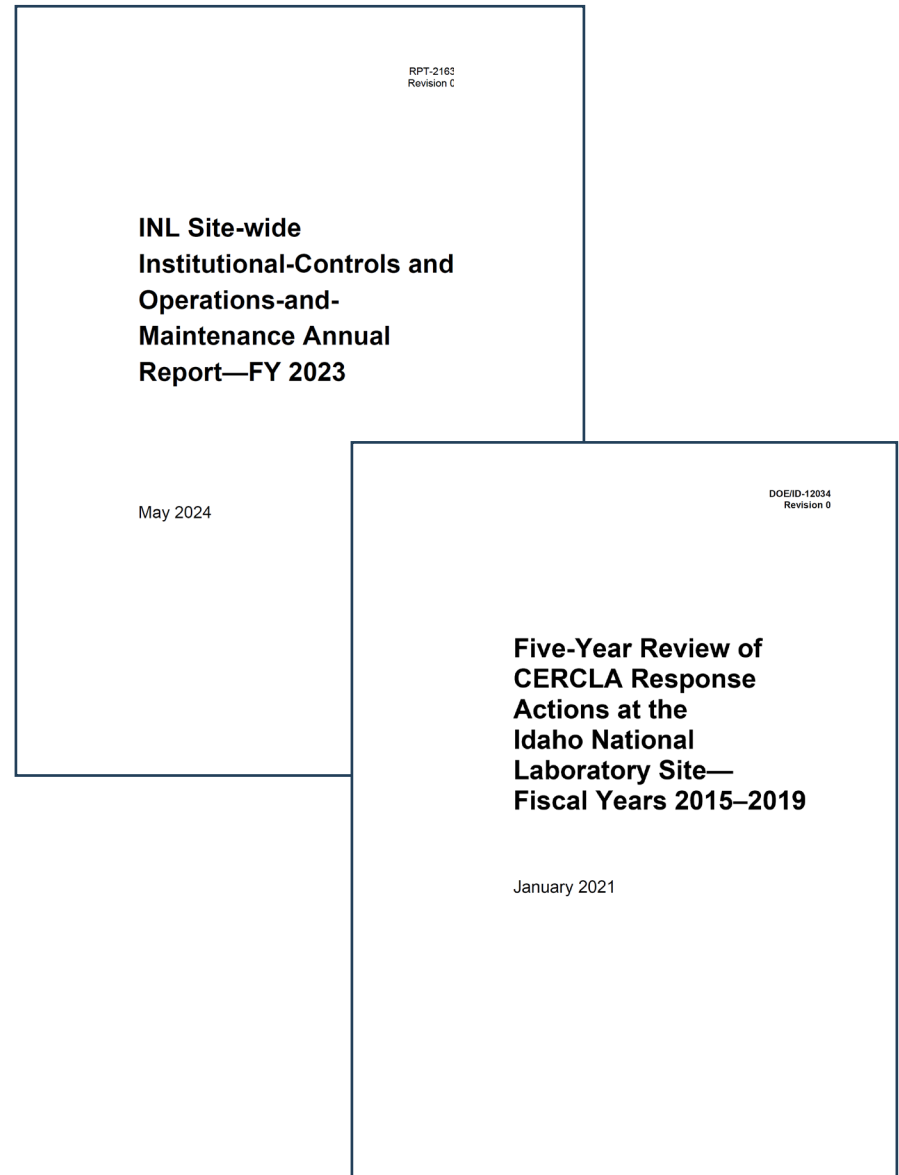 RPT-2163
Revision 0
INL Site-wide
Institutional-Controls and
Operations-and-
Maintenance Annual
Report—FY 2023
May 2024
DOE/ID-12034
Revision 0
Five-Year Review of
CERCLA Response
Actions at the
Idaho National
Laboratory Site—
Fiscal Years 2015–2019
January 2021